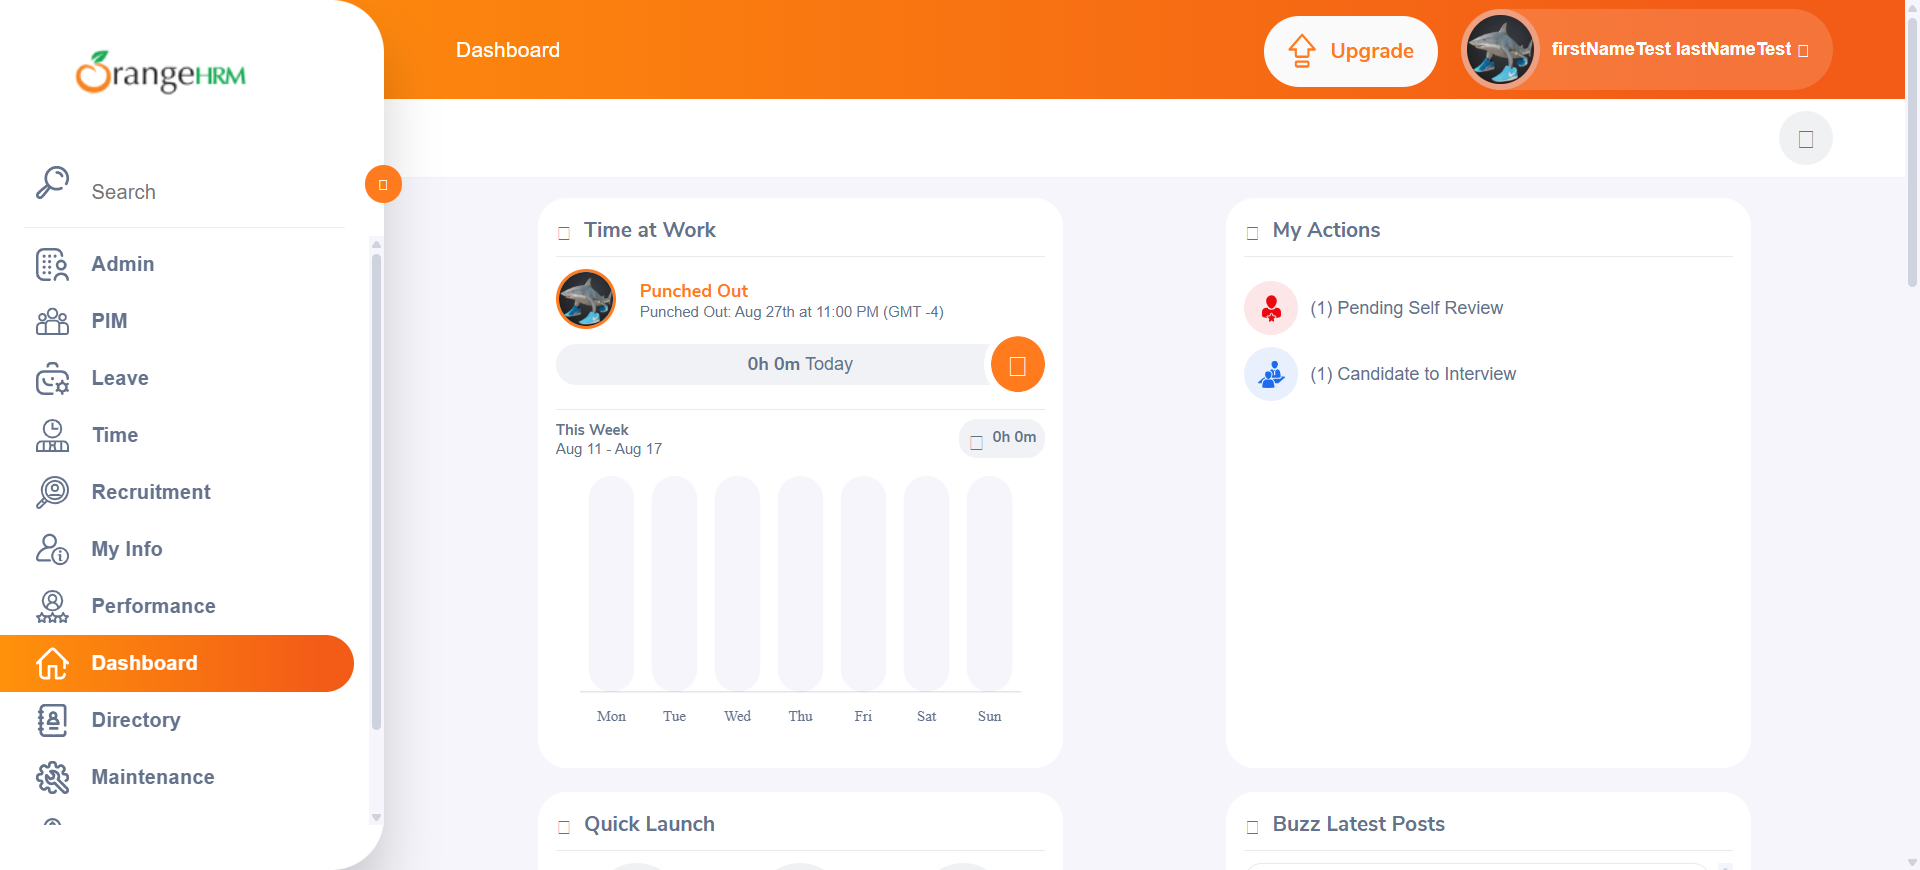 OrangeHRM
Dashboard
Upgrade
firstNameTest lastNameTest
Search
Admin
PIM
Leave
Time
Recruitment
My Info
Performance
Dashboard
Directory
Maintenance
Time at Work
Punched Out
Punched Out: Aug 27th at 11:00 PM (GMT -4)
0h 0m Today
This Week
Aug 11 - Aug 17
0h 0m
Mon Tue Wed Thu Fri Sat Sun
My Actions
(1) Pending Self Review
(1) Candidate to Interview
Quick Launch
Buzz Latest Posts